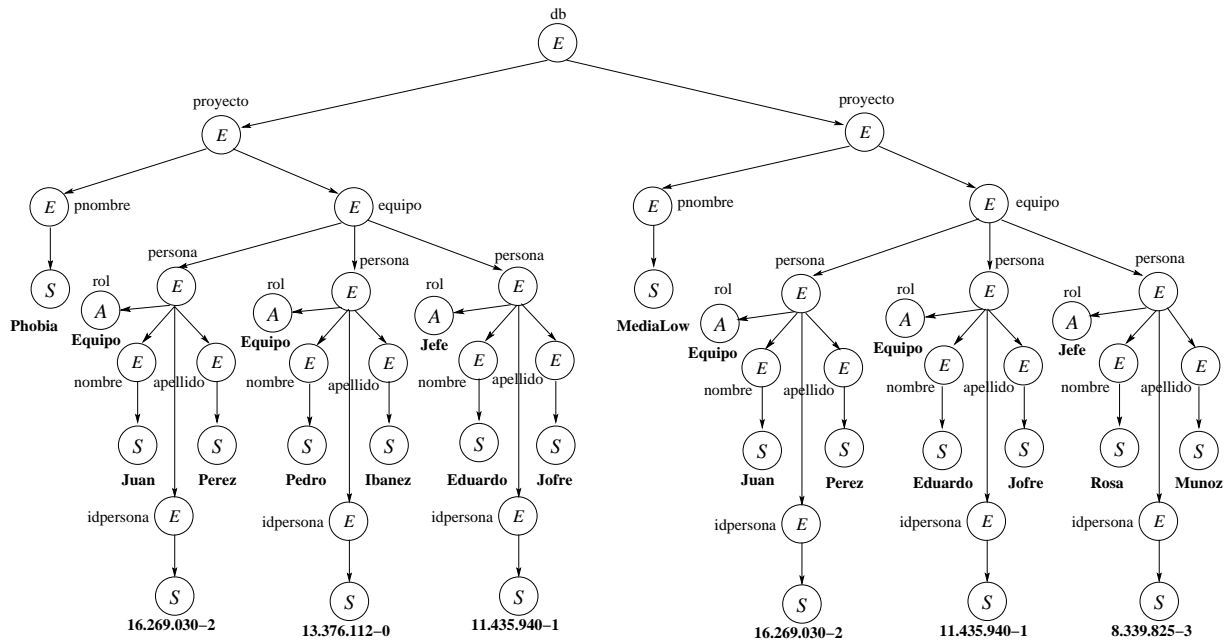 db
E
proyecto
proyecto
E
E
E
pnombre
E
equipo
E
pnombre
E
equipo
persona
persona
persona
persona
persona
persona
rol
E
rol
E
rol
E
rol
E
rol
E
rol
E
S
A
A
A
S
A
A
A
Phobia
Equipo
Equipo
Jefe
MediaLow
Equipo
Equipo
Jefe
E
E
E
E
E
E
E
E
E
E
E
E
nombre
apellido
nombre
apellido
nombre
apellido
nombre
apellido
nombre
apellido
nombre
apellido
S
S
S
S
S
S
S
S
S
S
S
S
Juan
Perez
Pedro
Ibanez
Eduardo
Jofre
Juan
Perez
Eduardo
Jofre
Rosa
Munoz
idpersona
E
idpersona
E
idpersona
E
idpersona
E
idpersona
E
idpersona
E
S
S
S
S
S
S
16.269.030−2
13.376.112−0
11.435.940−1
16.269.030−2
11.435.940−1
8.339.825−3